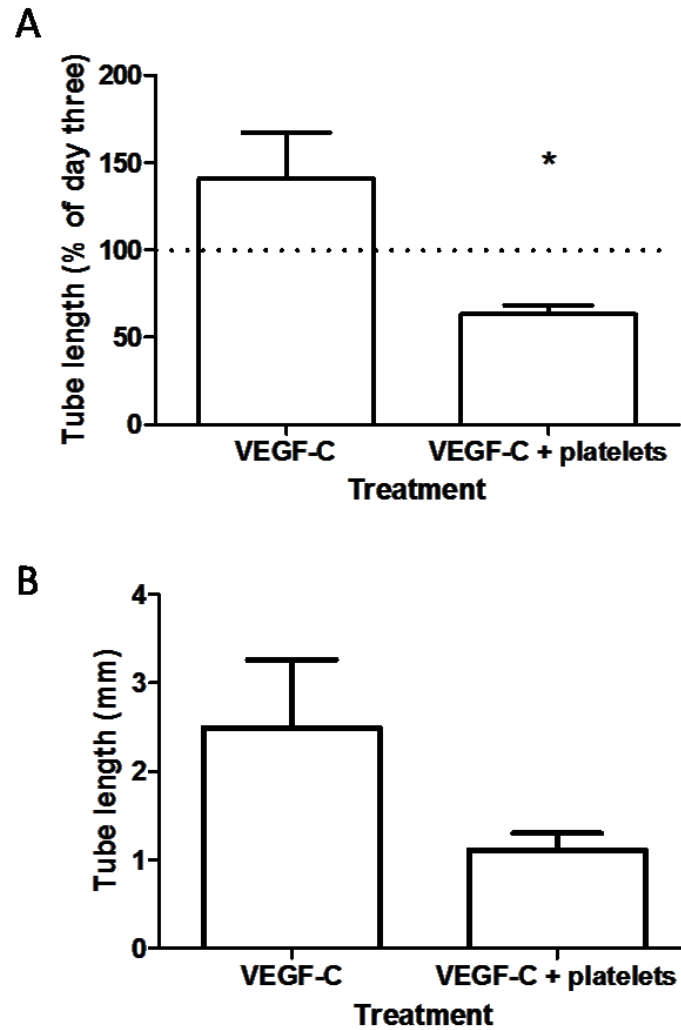 A
Tube length (% of day three)
200
150
100
50
0
*
VEGF-C
VEGF-C + platelets
Treatment
B
Tube length (mm)
4
3
2
1
0
VEGF-C
VEGF-C + platelets
Treatment